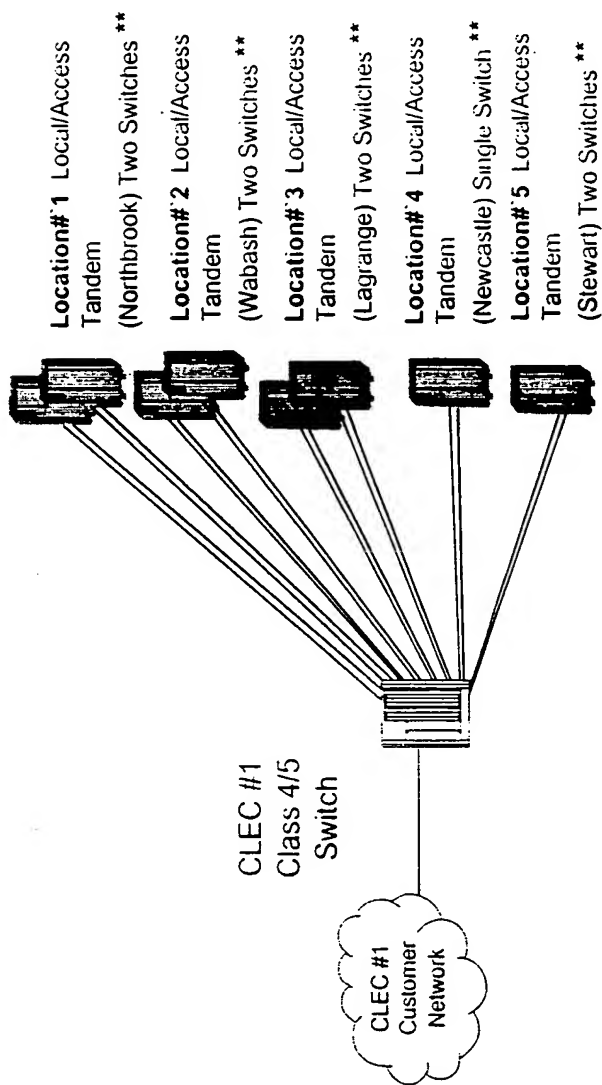 Location# 1 Local/Access
Tandem
(Northbrook) Two Switches **
Location# 2 Local/Access
Tandem
(Wabash) Two Switches **
Location# 3 Local/Access
Tandem
(Lagrange) Two Switches **
Location# 4 Local/Access
Tandem
(Newcastle) Single Switch **
Location# 5 Local/Access
Tandem
(Stewart) Two Switches **
CLEC #1
Class 4/5
Switch
CLEC #1
Customer
Network